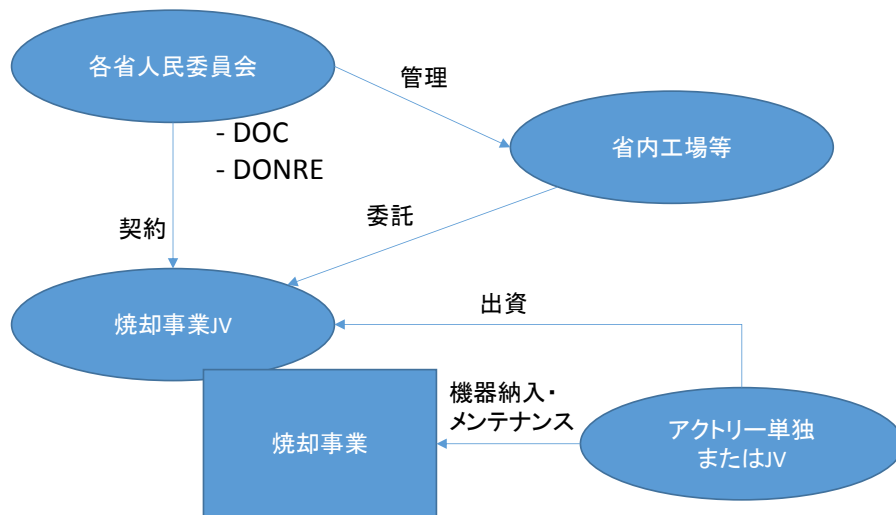 各省人民委員会
管理
- DOC
- DONRE
省内工場等
契約
委託
焼却事業JV
出資
機器納入・
メンテナンス
焼却事業
アクトリー単独
またはJV